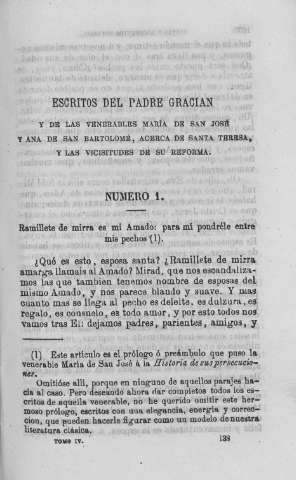 ESCRITOS DEL PADRE GRACIAN
Y DE LAS VENERABLES MARÍA DE SAN JOSÉ
Y ANA DE SAN BARTOLOMÉ, ACERCA DE SANTA TERESA,
Y LAS VICISITUDES DE SU REFORMA.
NUMERO 1.
Ramillete de mirra es mi Amado: para mí pondréle entre
mis pechos (1).
¿Qué es esto, esposa santa? ¿Ramillete de mirra
amarga llamais al Amado? Mirad, que nos escandaliza-
mos las que tambien tenemos nombre de esposas del
mismo Amado, y nos parece blando y suave. Y mas
cuanto mas se llega al pecho es deleite, es dulzura, es
regalo, es consuelo, es todo amor, y por esto todos nos
vamos tras El: dejamos padres, parientes, amigos, y
(1) Este artículo es el prólogo ó preámbulo que puso la
venerable María de San José á la Historia de sus persecucio-
nes.
Omitióse allí, porque en ninguno de aquellos parajes ha-
cia al caso. Pero deseando ahora dar completos todos los es-
critos de aquella venerable, no he querido omitir este her-
moso prólogo, escritos con una elegancia, energía y correc-
cion, que pueden hacerle figurar como un modelo de nuestra
literatura clásica.
TOMO IV. 138